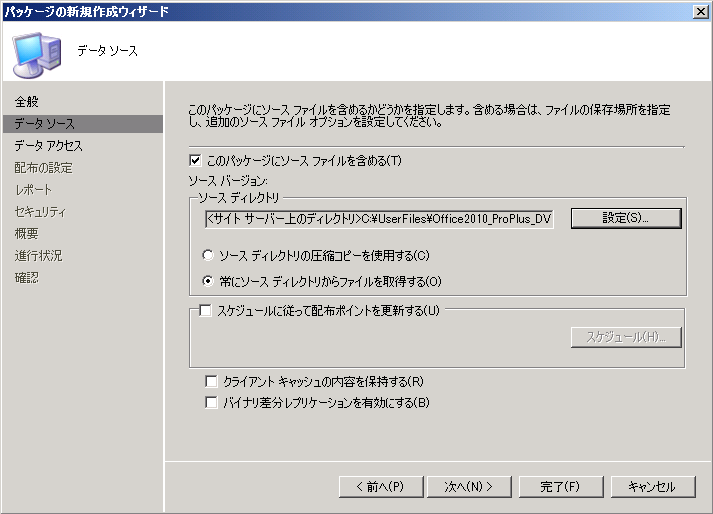 パッケージの新規作成ウィザード
データ ソース
全般
データ ソース
データ アクセス
配布の設定
レポート
セキュリティ
概要
進行状況
確認
このパッケージにソース ファイルを含めるかどうかを指定します。含める場合は、ファイルの保存場所を指定
し、追加のソース ファイル オプションを設定してください。
このパッケージにソース ファイルを含める(T)
ソース バージョン:
ソース ディレクトリ
<サイト サーバー上のディレクトリ>C:¥UserFiles¥Office2010_ProPlus_DV
設定(S)...
ソース ディレクトリの圧縮コピーを使用する(C)
常にソース ディレクトリからファイルを取得する(O)
スケジュールに従って配布ポイントを更新する(U)
スケジュール(H)...
クライアント キャッシュの内容を保持する(R)
バイナリ差分レプリケーションを有効にする(B)
< 前へ(P)
次へ(N) >
完了(F)
キャンセル